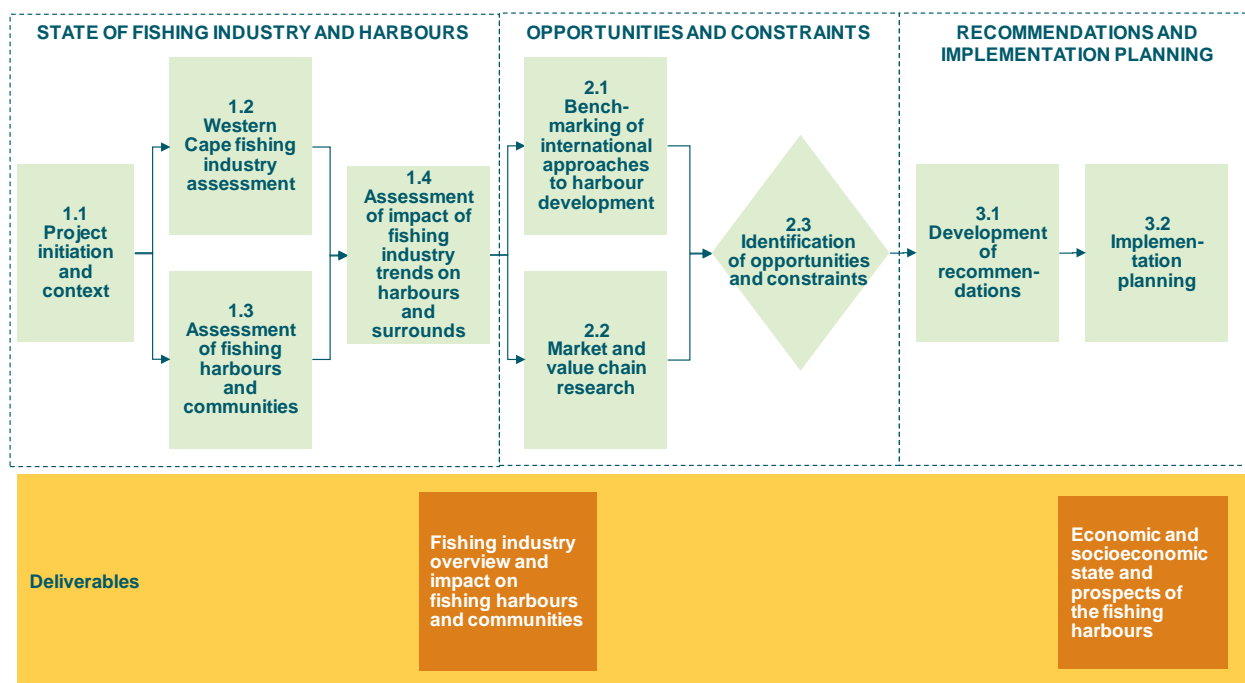 STATE OF FISHING INDUSTRY AND HARBOURS
1.1
Project
initiation
and
context
1.2
Western
Cape fishing
industry
assessment
1.3
Assessment
of fishing
harbours
and
communities
1.4
Assessment
of impact of
fishing
industry
trends on
harbours
and
surrounds
OPPORTUNITIES AND CONSTRAINTS
2.1
Bench-
marking of
international
approaches
to harbour
development
2.2
Market and
value chain
research
2.3
Identification
of opportunities
and constraints
RECOMMENDATIONS AND
IMPLEMENTATION PLANNING
3.1
Development
of
recommen-
dations
3.2
Implemen-
tation
planning
Deliverables
Fishing industry
overview and
impact on
fishing harbours
and communities
Economic and
socioeconomic
state and
prospects of
the fishing
harbours